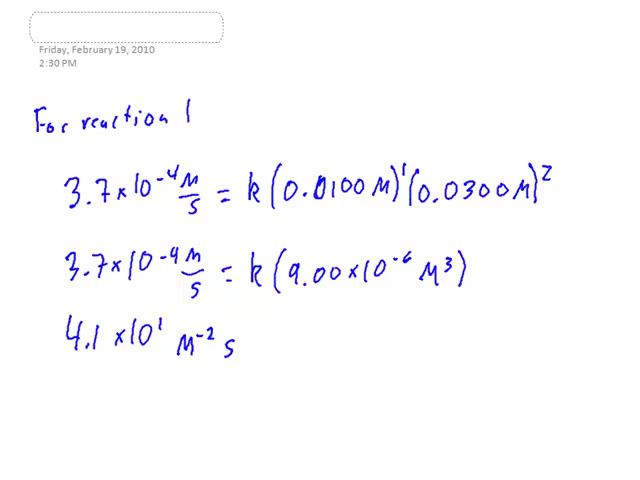 Friday, February 19, 2010
2:30 PM
For reaction 1
3.7 × 10⁻⁴ M/s = k(0.0100 M)¹(0.0300 M)²
3.7 × 10⁻⁴ M/s = k(9.00 × 10⁻⁶ M³)
4.1 × 10¹ M⁻² s